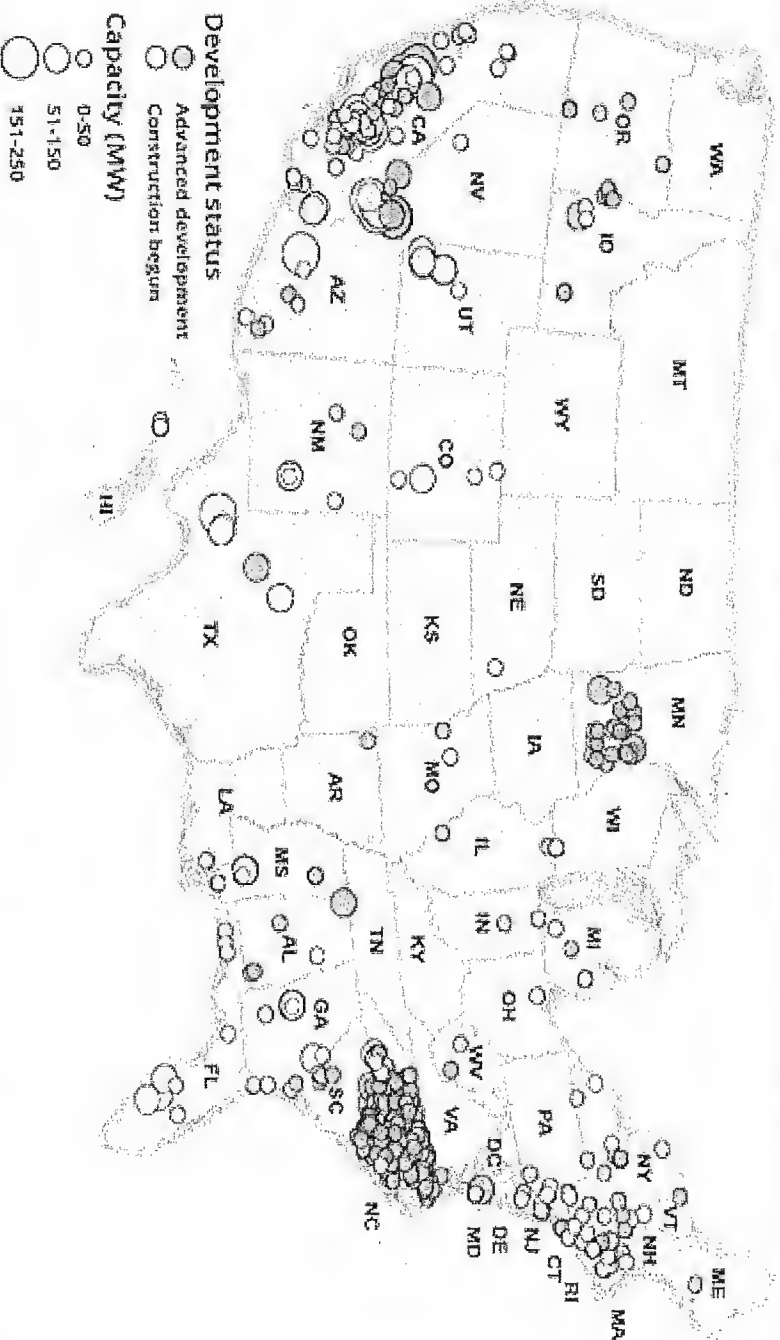 WA
MT
ND
MN
WI
MI
NY
VT
NH
ME
MA
RI
CT
NJ
DE
MD
DC
PA
OH
IN
IL
IA
SD
WY
ID
OR
NV
UT
CO
NE
KS
MO
KY
WV
VA
NC
TN
SC
GA
AL
MS
AR
LA
OK
TX
NM
AZ
CA
FL
HI
Development status
Advanced development
Construction begun
Capacity (MW)
0-50
51-150
151-250